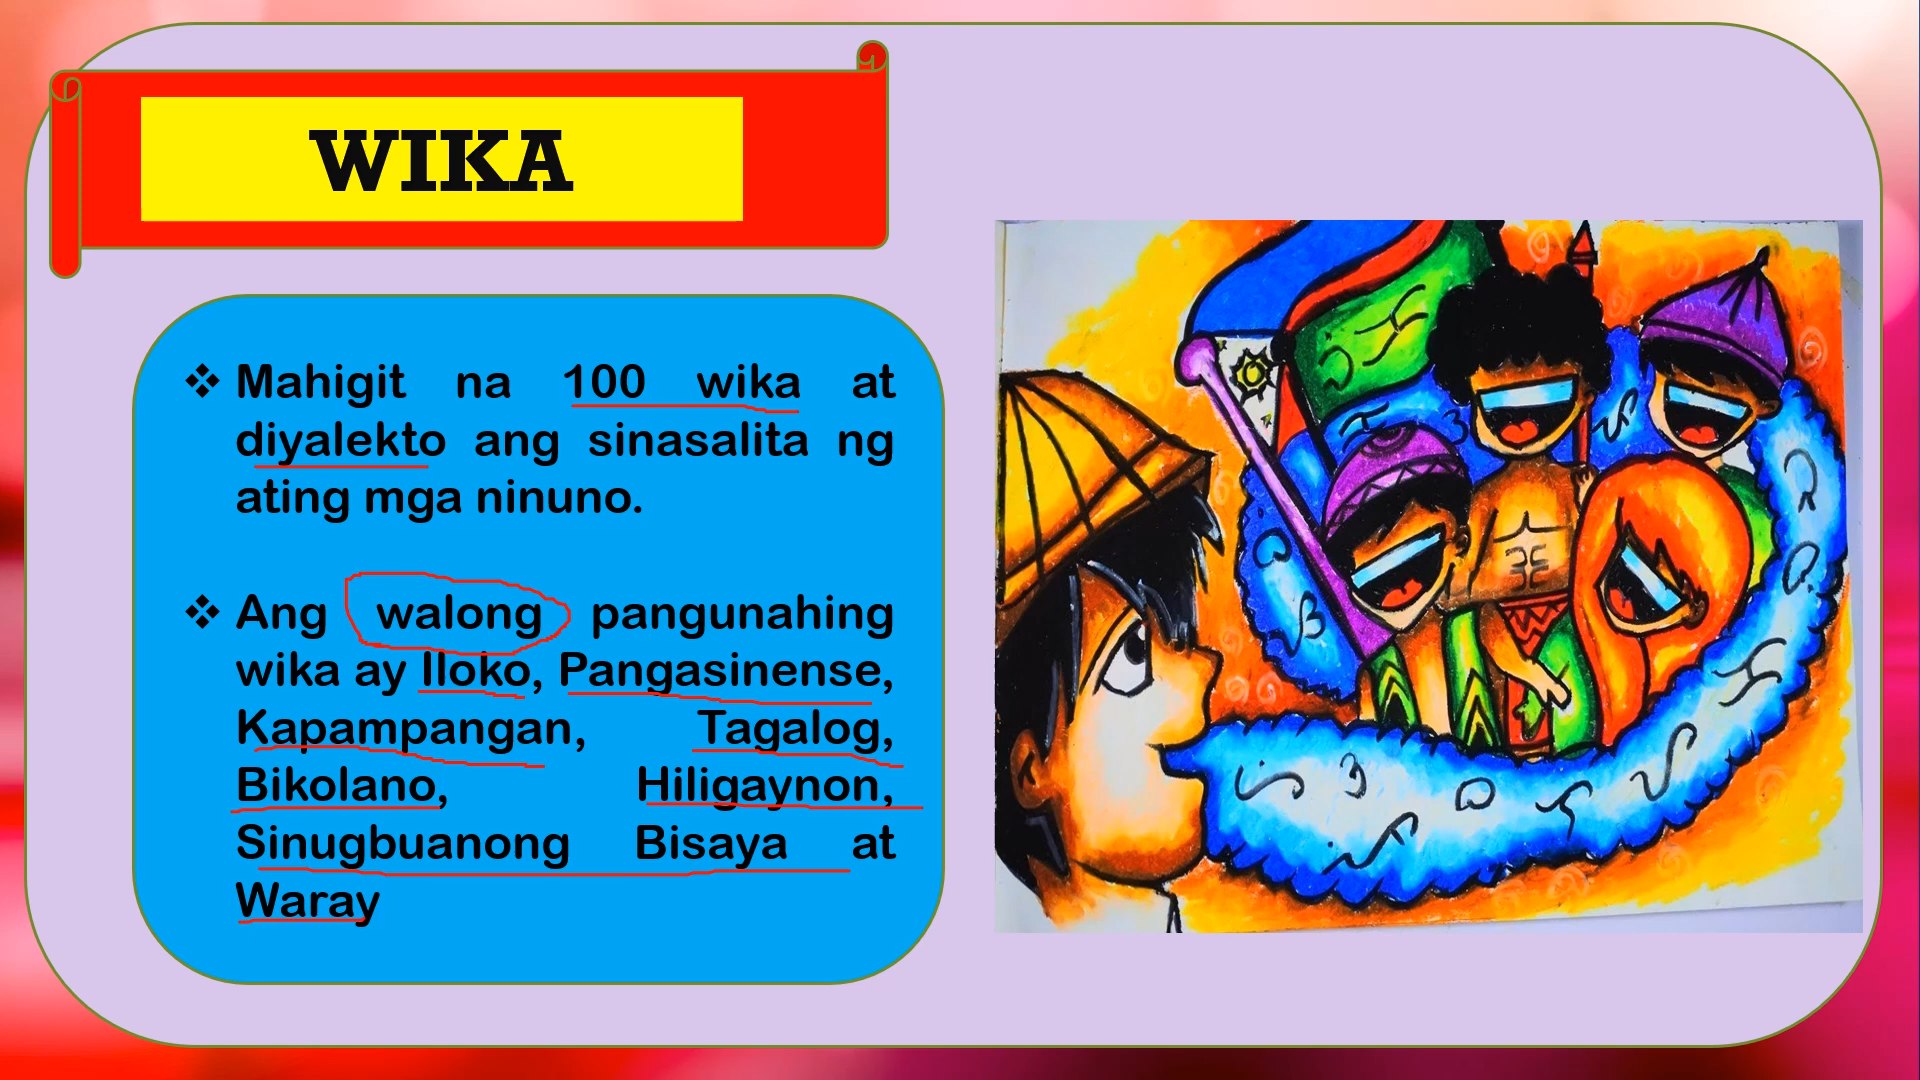 WIKA
❖ Mahigit na 100 wika at
diyalekto ang sinasalita ng
ating mga ninuno.
❖ Ang walong pangunahing
wika ay Iloko, Pangasinense,
Kapampangan, Tagalog,
Bikolano, Hiligaynon,
Sinugbuanong Bisaya at
Waray